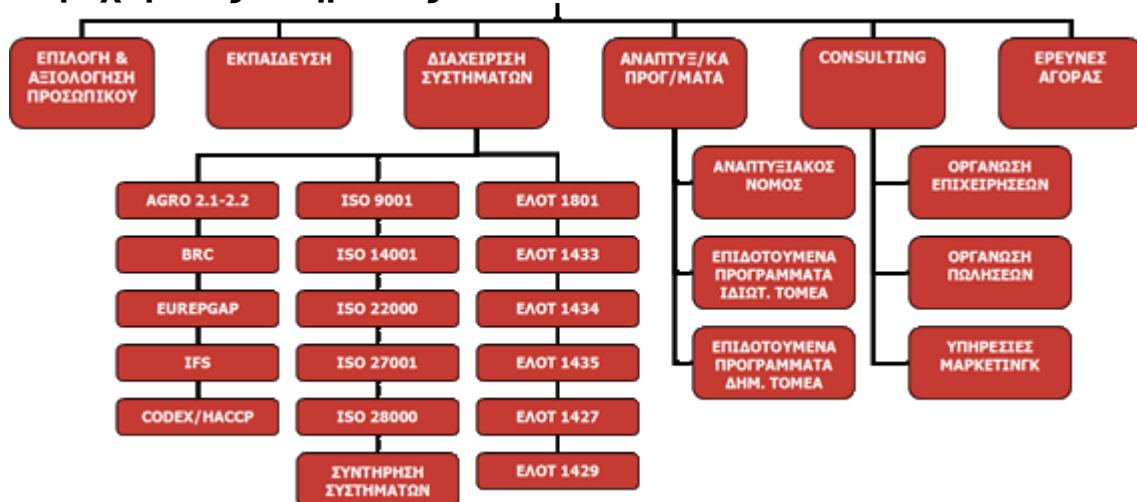 ΕΠΙΛΟΓΗ &
ΑΞΙΟΛΟΓΗΣΗ
ΠΡΟΣΩΠΙΚΟΥ
ΕΚΠΑΙΔΕΥΣΗ
ΔΙΑΧΕΙΡΙΣΗ
ΣΥΣΤΗΜΑΤΩΝ
ΑΝΑΠΤΥΞ/ΚΑ
ΠΡΟΓ/ΜΑΤΑ
CONSULTING
ΕΡΕΥΝΕΣ
ΑΓΟΡΑΣ
AGRO 2.1-2.2
BRC
EUREPGAP
IFS
CODEX/HACCP
ISO 9001
ISO 14001
ISO 22000
ISO 27001
ISO 28000
ΣΥΝΤΗΡΗΣΗ
ΣΥΣΤΗΜΑΤΩΝ
ΕΛΟΤ 1801
ΕΛΟΤ 1433
ΕΛΟΤ 1434
ΕΛΟΤ 1435
ΕΛΟΤ 1427
ΕΛΟΤ 1429
ΑΝΑΠΤΥΞΙΑΚΟΣ
ΝΟΜΟΣ
ΕΠΙΔΟΤΟΥΜΕΝΑ
ΠΡΟΓΡΑΜΜΑΤΑ
ΙΔΙΩΤ. ΤΟΜΕΑ
ΕΠΙΔΟΤΟΥΜΕΝΑ
ΠΡΟΓΡΑΜΜΑΤΑ
ΔΗΜ. ΤΟΜΕΑ
ΟΡΓΑΝΩΣΗ
ΕΠΙΧΕΙΡΗΣΕΩΝ
ΟΡΓΑΝΩΣΗ
ΠΩΛΗΣΕΩΝ
ΥΠΗΡΕΣΙΕΣ
ΜΑΡΚΕΤΙΝΓΚ